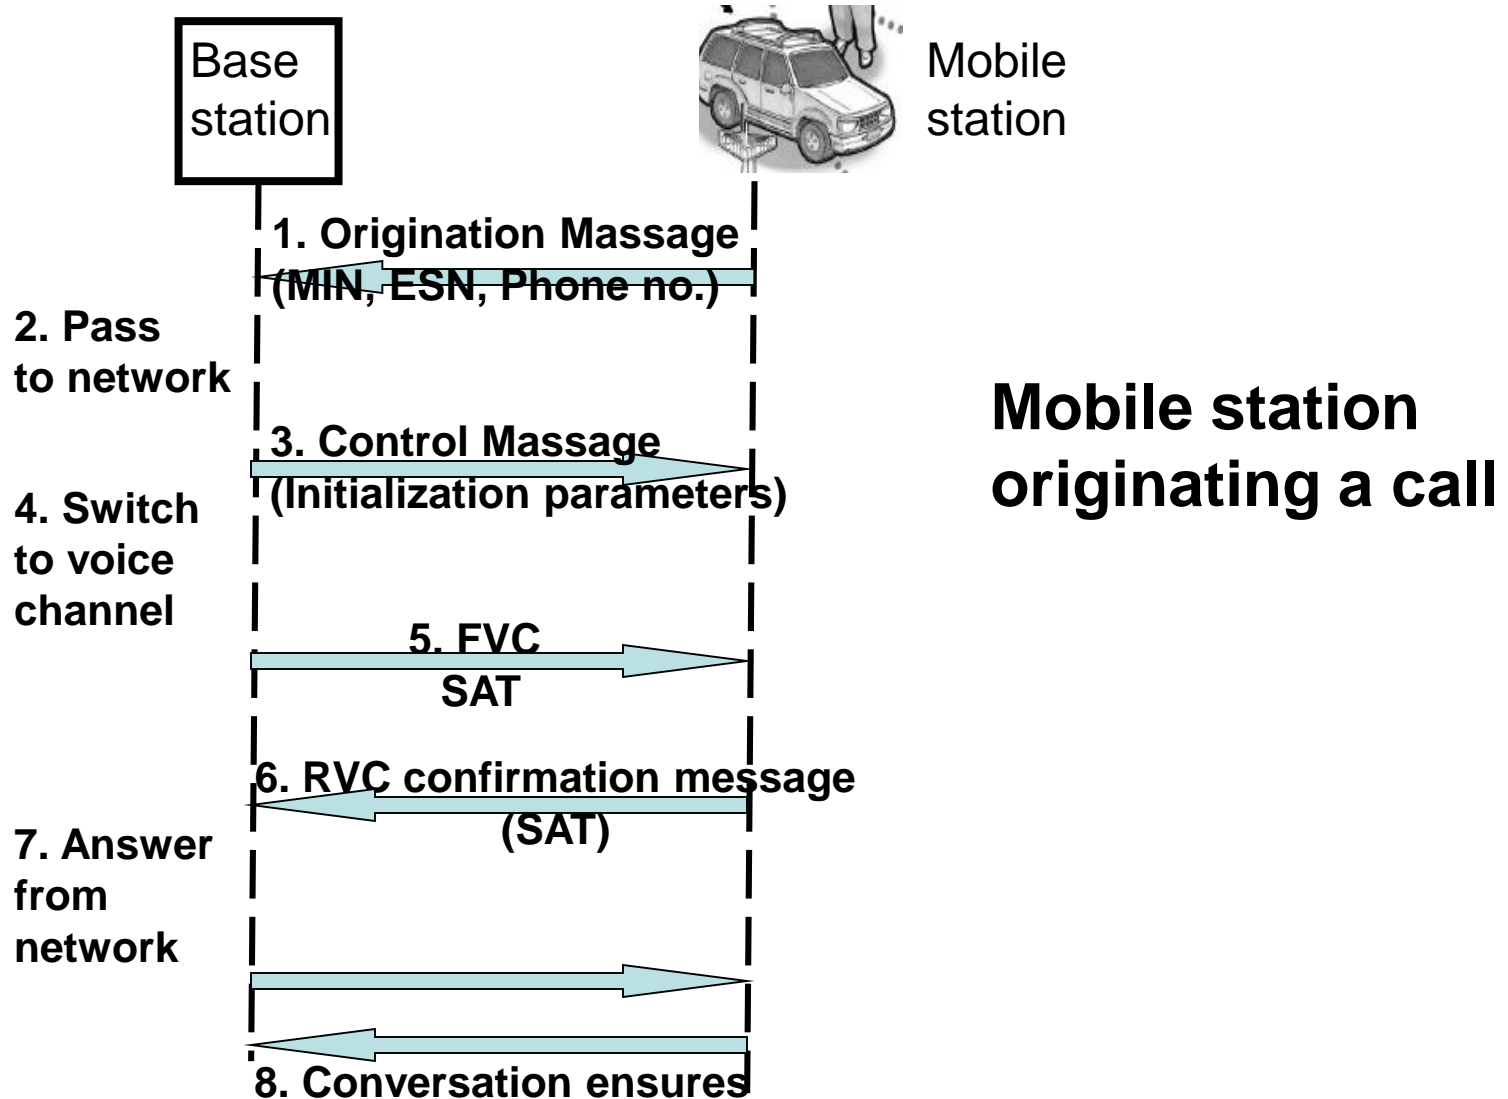 Base
station
Mobile
station
1. Origination Massage
(MIN, ESN, Phone no.)
2. Pass
to network
3. Control Massage
(Initialization parameters)
4. Switch
to voice
channel
Mobile station
originating a call
5. FVC
SAT
6. RVC confirmation message
(SAT)
7. Answer
from
network
8. Conversation ensures